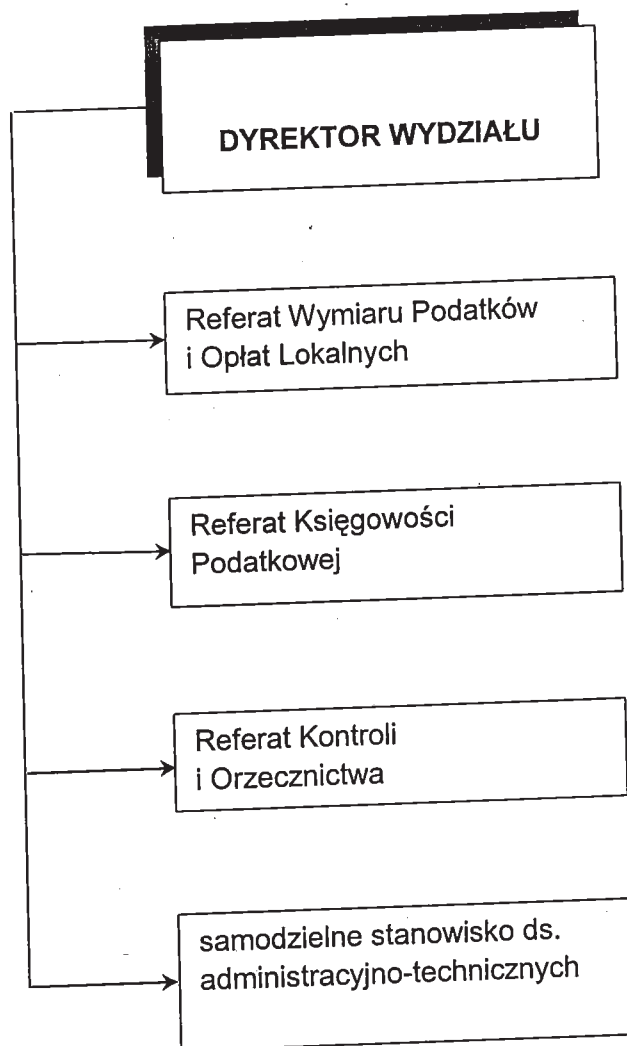 DYREKTOR WYDZIAŁU
Referat Wymiaru Podatków
i Opłat Lokalnych
Referat Księgowości
Podatkowej
Referat Kontroli
i Orzecznictwa
samodzielne stanowisko ds.
administracyjno-technicznych